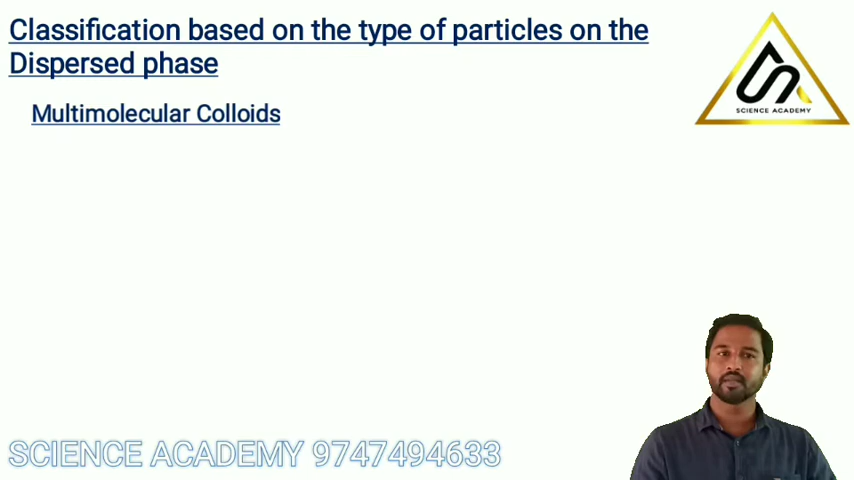 Classification based on the type of particles on the
Dispersed phase
Multimolecular Colloids
SCIENCE ACADEMY
SCIENCE ACADEMY 9747494633